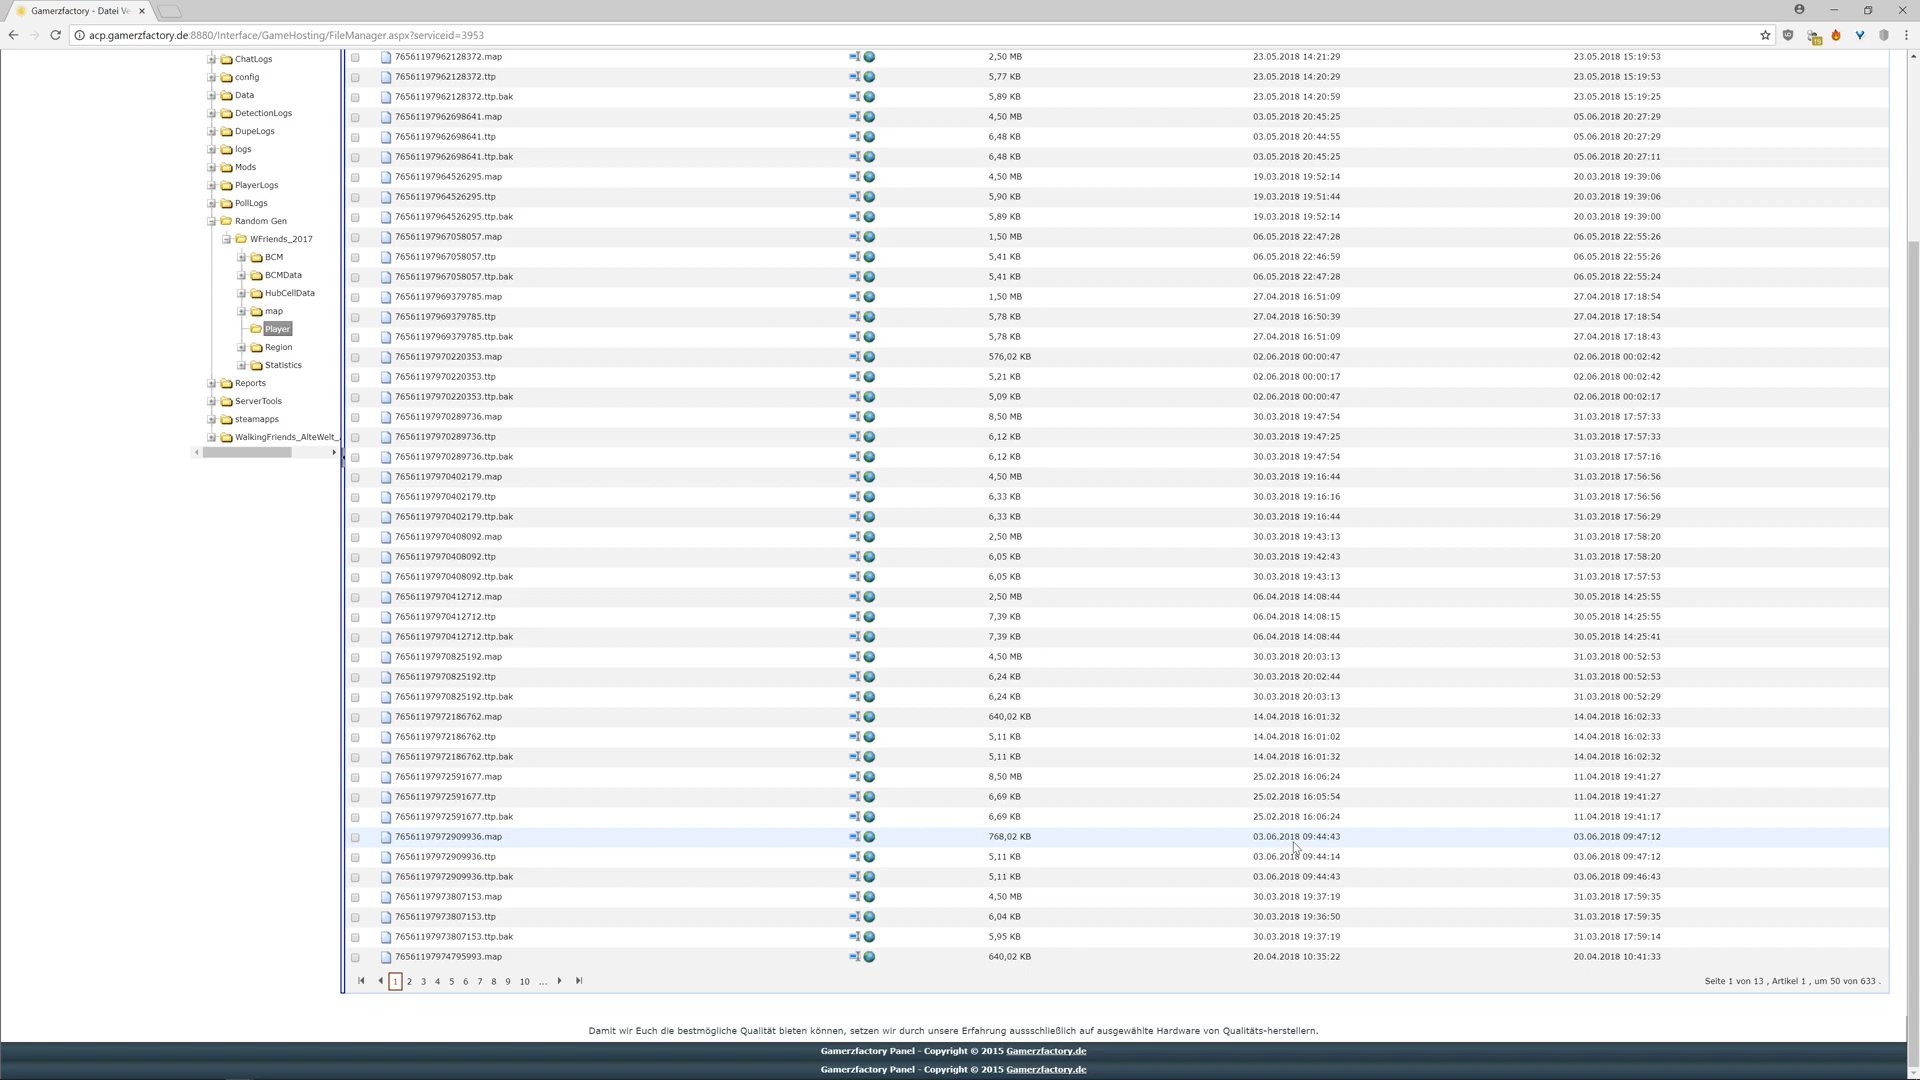 Gamerzfactory - Datei Ve
acp.gamerzfactory.de:8880/Interface/GameHosting/FileManager.aspx?serviceid=3953
ChatLogs
config
Data
DetectionLogs
DupeLogs
logs
Mods
PlayerLogs
PollLogs
Random Gen
WFriends_2017
BCM
BCMData
HubCellData
map
Player
Region
Statistics
Reports
ServerTools
steamapps
WalkingFriends_AlteWelt_
76561197962128372.map 2,50 MB 23.05.2018 14:21:29 23.05.2018 15:19:53
76561197962128372.ttp 5,77 KB 23.05.2018 14:20:29 23.05.2018 15:19:53
76561197962128372.ttp.bak 5,89 KB 23.05.2018 14:20:59 23.05.2018 15:19:25
76561197962698641.map 4,50 MB 03.05.2018 20:45:25 05.06.2018 20:27:29
76561197962698641.ttp 6,48 KB 03.05.2018 20:44:55 05.06.2018 20:27:29
76561197962698641.ttp.bak 6,48 KB 03.05.2018 20:45:25 05.06.2018 20:27:11
76561197964526295.map 4,50 MB 19.03.2018 19:52:14 20.03.2018 19:39:06
76561197964526295.ttp 5,90 KB 19.03.2018 19:51:44 20.03.2018 19:39:06
76561197964526295.ttp.bak 5,89 KB 19.03.2018 19:52:14 20.03.2018 19:39:00
76561197967058057.map 1,50 MB 06.05.2018 22:47:28 06.05.2018 22:55:26
76561197967058057.ttp 5,41 KB 06.05.2018 22:46:59 06.05.2018 22:55:26
76561197967058057.ttp.bak 5,41 KB 06.05.2018 22:47:28 06.05.2018 22:55:24
76561197969379785.map 1,50 MB 27.04.2018 16:51:09 27.04.2018 17:18:54
76561197969379785.ttp 5,78 KB 27.04.2018 16:50:39 27.04.2018 17:18:54
76561197969379785.ttp.bak 5,78 KB 27.04.2018 16:51:09 27.04.2018 17:18:43
76561197970220353.map 576,02 KB 02.06.2018 00:00:47 02.06.2018 00:02:42
76561197970220353.ttp 5,21 KB 02.06.2018 00:00:17 02.06.2018 00:02:42
76561197970220353.ttp.bak 5,09 KB 02.06.2018 00:00:47 02.06.2018 00:02:17
76561197970289736.map 8,50 MB 30.03.2018 19:47:54 31.03.2018 17:57:33
76561197970289736.ttp 6,12 KB 30.03.2018 19:47:25 31.03.2018 17:57:33
76561197970289736.ttp.bak 6,12 KB 30.03.2018 19:47:54 31.03.2018 17:57:16
76561197970402179.map 4,50 MB 30.03.2018 19:16:44 31.03.2018 17:56:56
76561197970402179.ttp 6,33 KB 30.03.2018 19:16:16 31.03.2018 17:56:56
76561197970402179.ttp.bak 6,33 KB 30.03.2018 19:16:44 31.03.2018 17:56:29
76561197970408092.map 2,50 MB 30.03.2018 19:43:13 31.03.2018 17:58:20
76561197970408092.ttp 6,05 KB 30.03.2018 19:42:43 31.03.2018 17:58:20
76561197970408092.ttp.bak 6,05 KB 30.03.2018 19:43:13 31.03.2018 17:57:53
76561197970412712.map 2,50 MB 06.04.2018 14:08:44 30.05.2018 14:25:55
76561197970412712.ttp 7,39 KB 06.04.2018 14:08:15 30.05.2018 14:25:55
76561197970412712.ttp.bak 7,39 KB 06.04.2018 14:08:44 30.05.2018 14:25:41
76561197970825192.map 4,50 MB 30.03.2018 20:03:13 31.03.2018 00:52:53
76561197970825192.ttp 6,24 KB 30.03.2018 20:02:44 31.03.2018 00:52:53
76561197970825192.ttp.bak 6,24 KB 30.03.2018 20:03:13 31.03.2018 00:52:29
76561197972186762.map 640,02 KB 14.04.2018 16:01:32 14.04.2018 16:02:33
76561197972186762.ttp 5,11 KB 14.04.2018 16:01:02 14.04.2018 16:02:33
76561197972186762.ttp.bak 5,11 KB 14.04.2018 16:01:32 14.04.2018 16:02:32
76561197972591677.map 8,50 MB 25.02.2018 16:06:24 11.04.2018 19:41:27
76561197972591677.ttp 6,69 KB 25.02.2018 16:05:54 11.04.2018 19:41:27
76561197972591677.ttp.bak 6,69 KB 25.02.2018 16:06:24 11.04.2018 19:41:17
76561197972909936.map 768,02 KB 03.06.2018 09:44:43 03.06.2018 09:47:12
76561197972909936.ttp 5,11 KB 03.06.2018 09:44:14 03.06.2018 09:47:12
76561197972909936.ttp.bak 5,11 KB 03.06.2018 09:44:43 03.06.2018 09:46:43
76561197973807153.map 4,50 MB 30.03.2018 19:37:19 31.03.2018 17:59:35
76561197973807153.ttp 6,04 KB 30.03.2018 19:36:50 31.03.2018 17:59:35
76561197973807153.ttp.bak 5,95 KB 30.03.2018 19:37:19 31.03.2018 17:59:14
76561197974795993.map 640,02 KB 20.04.2018 10:35:22 20.04.2018 10:41:33
1 2 3 4 5 6 7 8 9 10 ... Seite 1 von 13 , Artikel 1 , um 50 von 633 .
Damit wir Euch die bestmögliche Qualität bieten können, setzen wir durch unsere Erfahrung aussschließlich auf ausgewählte Hardware von Qualitäts-herstellern.
Gamerzfactory Panel - Copyright © 2015 Gamerzfactory.de
Gamerzfactory Panel - Copyright © 2015 Gamerzfactory.de